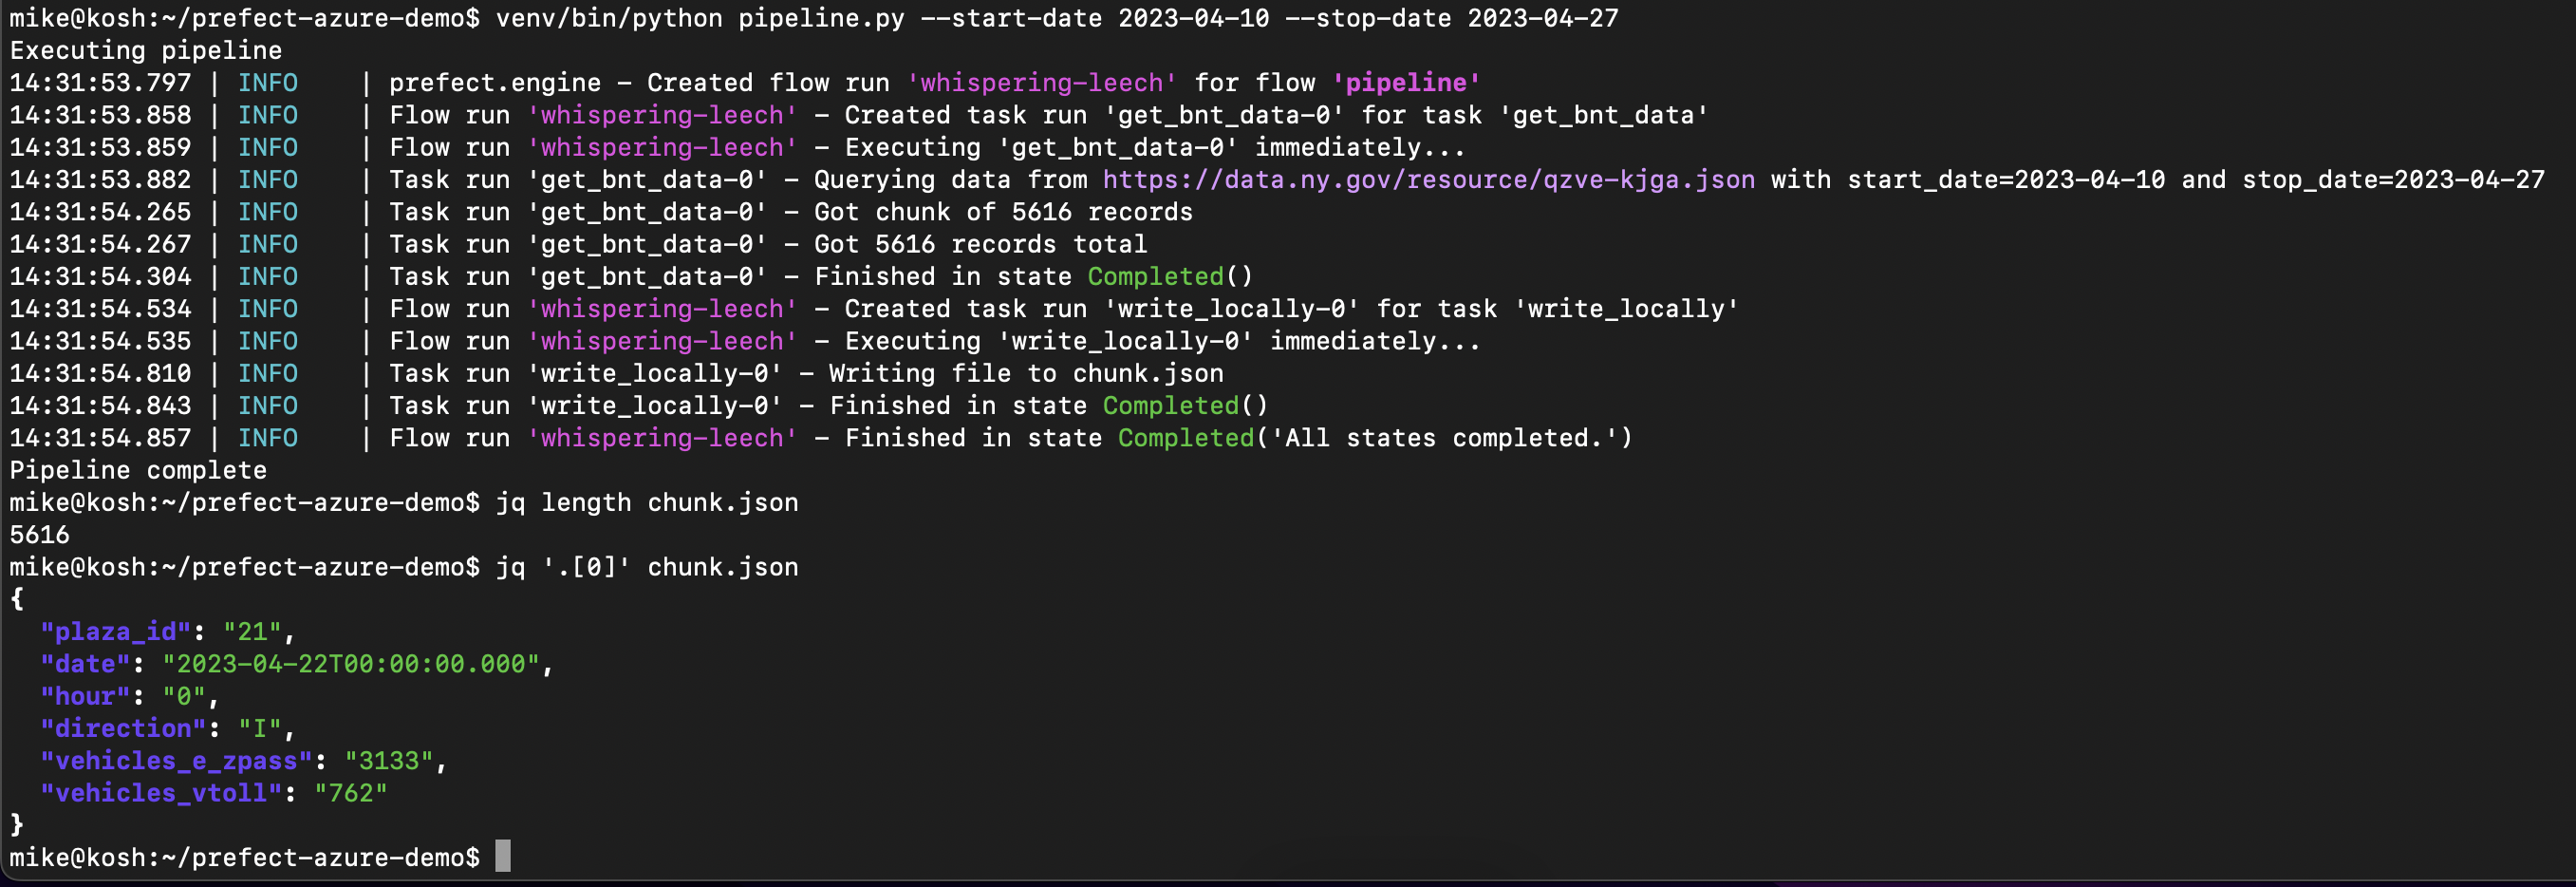 mike@kosh:~/prefect-azure-demo$ venv/bin/python pipeline.py --start-date 2023-04-10 --stop-date 2023-04-27
Executing pipeline
14:31:53.797 | INFO    | prefect.engine - Created flow run 'whispering-leech' for flow 'pipeline'
14:31:53.858 | INFO    | Flow run 'whispering-leech' - Created task run 'get_bnt_data-0' for task 'get_bnt_data'
14:31:53.859 | INFO    | Flow run 'whispering-leech' - Executing 'get_bnt_data-0' immediately...
14:31:53.882 | INFO    | Task run 'get_bnt_data-0' - Querying data from https://data.ny.gov/resource/qzve-kjga.json with start_date=2023-04-10 and stop_date=2023-04-27
14:31:54.265 | INFO    | Task run 'get_bnt_data-0' - Got chunk of 5616 records
14:31:54.267 | INFO    | Task run 'get_bnt_data-0' - Got 5616 records total
14:31:54.304 | INFO    | Task run 'get_bnt_data-0' - Finished in state Completed()
14:31:54.534 | INFO    | Flow run 'whispering-leech' - Created task run 'write_locally-0' for task 'write_locally'
14:31:54.535 | INFO    | Flow run 'whispering-leech' - Executing 'write_locally-0' immediately...
14:31:54.810 | INFO    | Task run 'write_locally-0' - Writing file to chunk.json
14:31:54.843 | INFO    | Task run 'write_locally-0' - Finished in state Completed()
14:31:54.857 | INFO    | Flow run 'whispering-leech' - Finished in state Completed('All states completed.')
Pipeline complete
mike@kosh:~/prefect-azure-demo$ jq length chunk.json
5616
mike@kosh:~/prefect-azure-demo$ jq '.[0]' chunk.json
{
  "plaza_id": "21",
  "date": "2023-04-22T00:00:00.000",
  "hour": "0",
  "direction": "I",
  "vehicles_e_zpass": "3133",
  "vehicles_vtoll": "762"
}
mike@kosh:~/prefect-azure-demo$